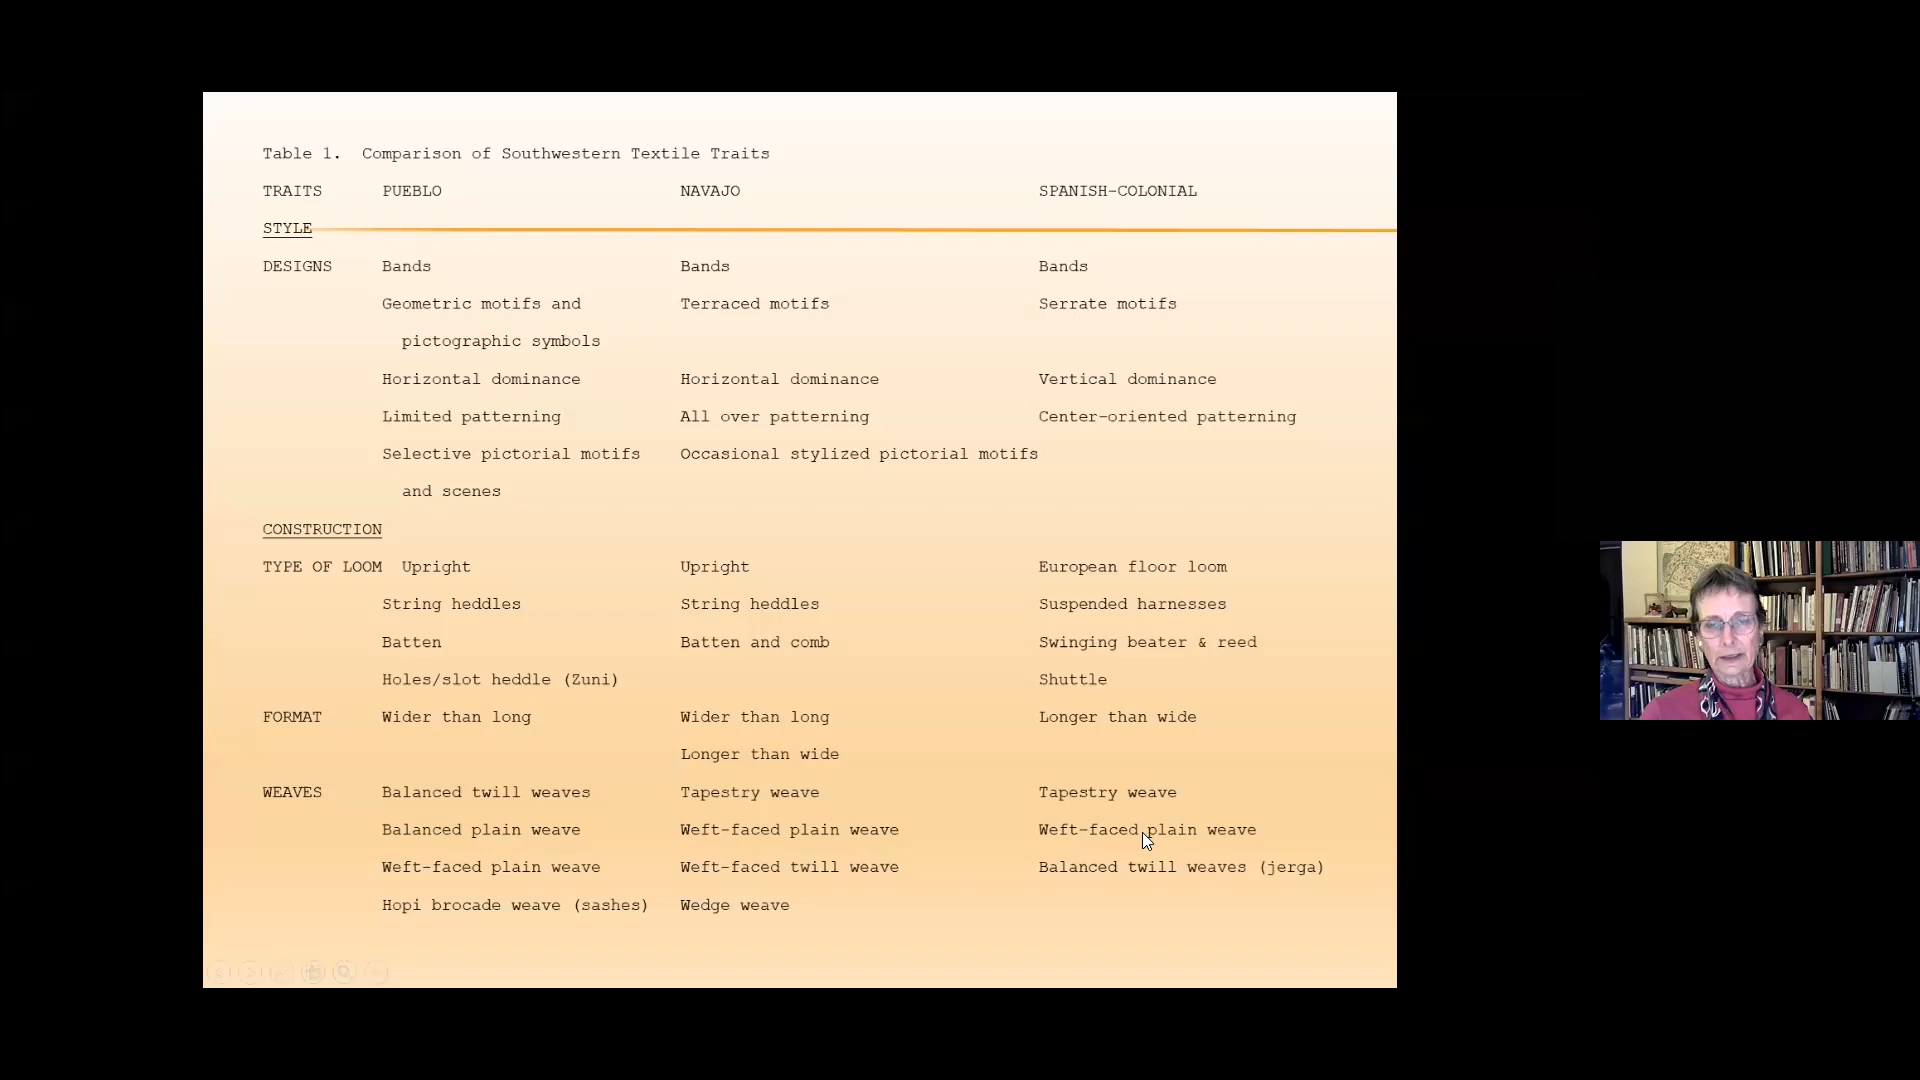 Table 1.  Comparison of Southwestern Textile Traits
TRAITS PUEBLO NAVAJO SPANISH-COLONIAL
STYLE
DESIGNS Bands Bands Bands
Geometric motifs and Terraced motifs Serrate motifs
pictographic symbols
Horizontal dominance Horizontal dominance Vertical dominance
Limited patterning All over patterning Center-oriented patterning
Selective pictorial motifs Occasional stylized pictorial motifs
and scenes
CONSTRUCTION
TYPE OF LOOM Upright Upright European floor loom
String heddles String heddles Suspended harnesses
Batten Batten and comb Swinging beater & reed
Holes/slot heddle (Zuni) Shuttle
FORMAT Wider than long Wider than long Longer than wide
Longer than wide
WEAVES Balanced twill weaves Tapestry weave Tapestry weave
Balanced plain weave Weft-faced plain weave Weft-faced plain weave
Weft-faced plain weave Weft-faced twill weave Balanced twill weaves (jerga)
Hopi brocade weave (sashes) Wedge weave